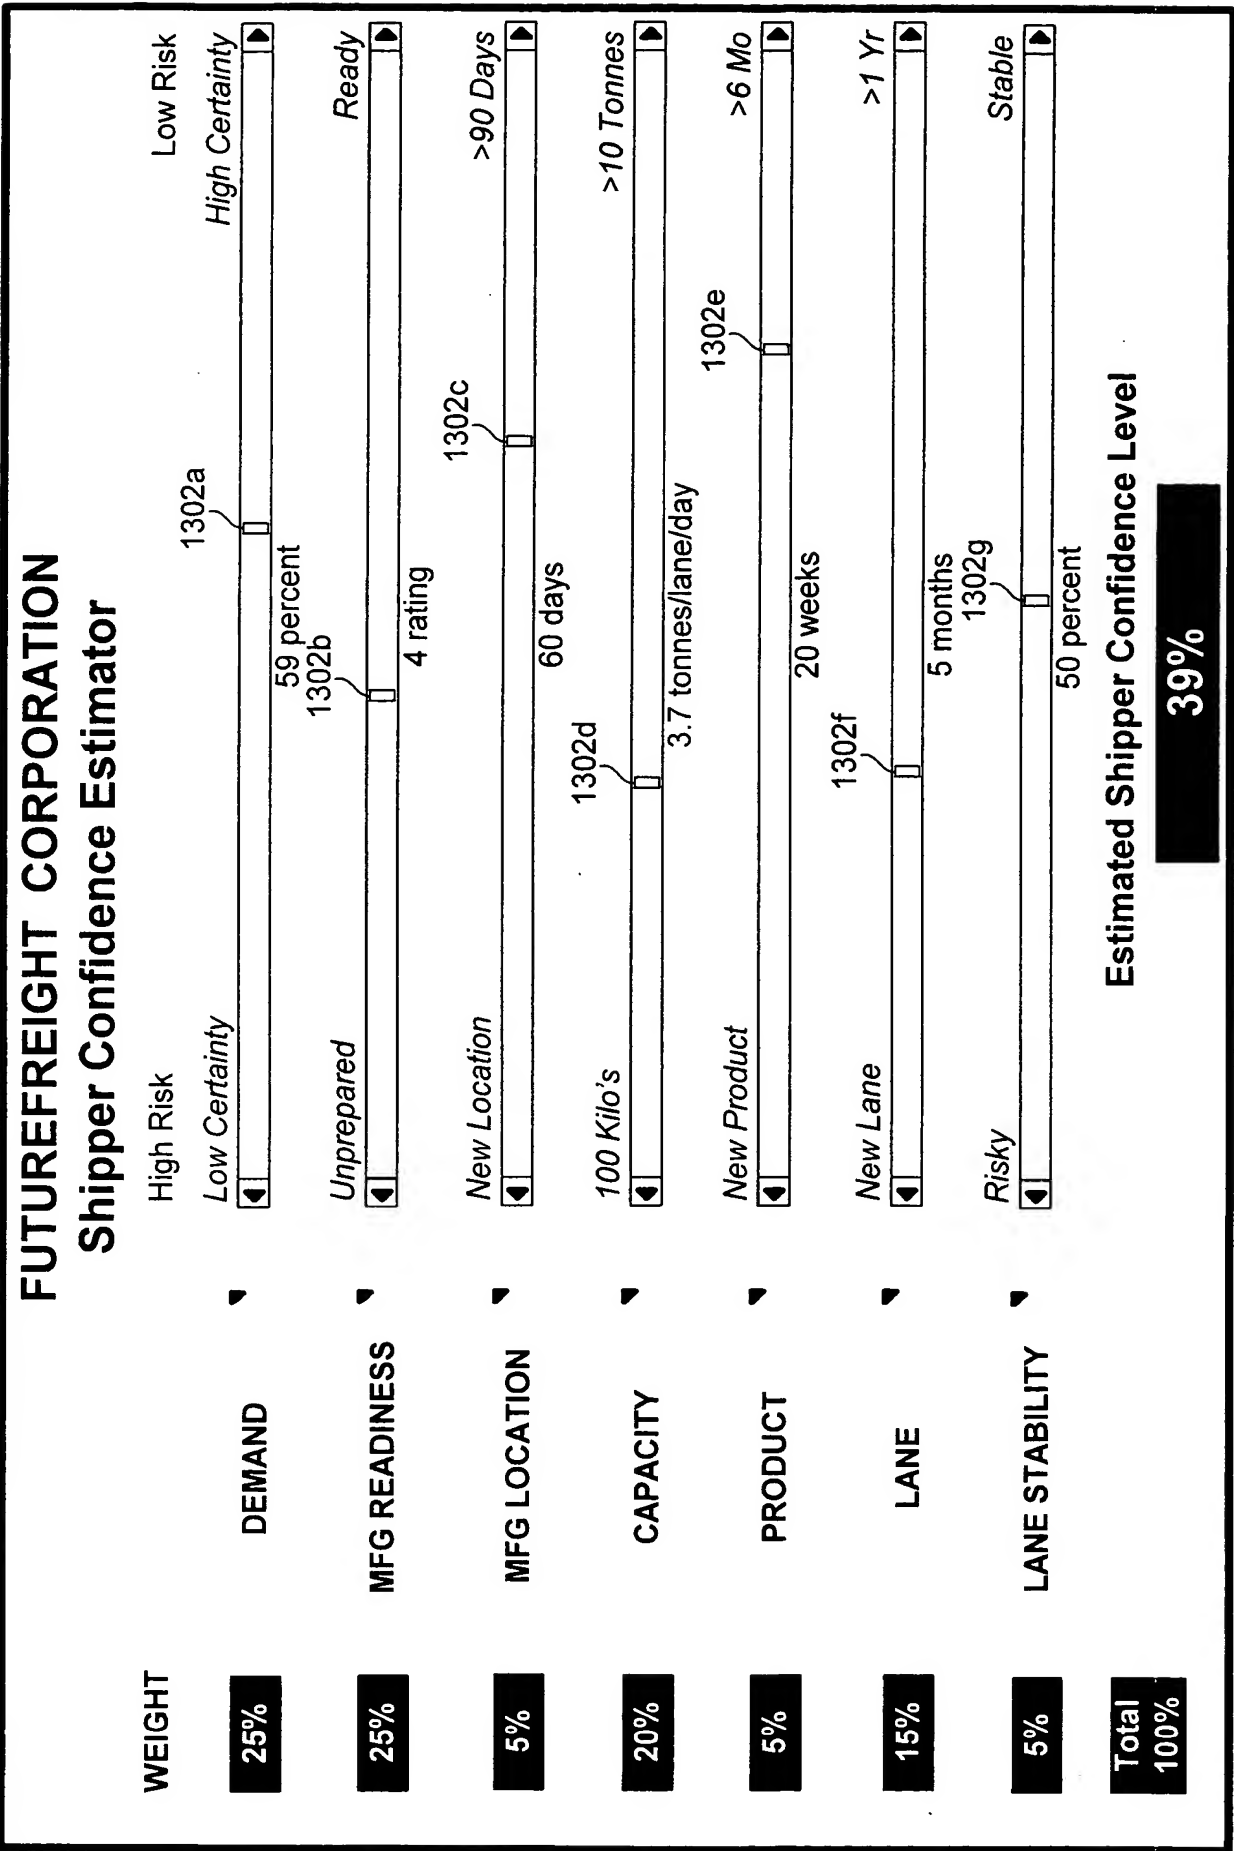 FUTUREFREIGHT CORPORATION
Shipper Confidence Estimator
WEIGHT
High Risk
Low Risk
Low Certainty
High Certainty
1302a
25%
DEMAND
59 percent
1302b
Unprepared
Ready
25%
MFG READINESS
4 rating
1302c
New Location
>90 Days
5%
MFG LOCATION
60 days
1302d
100 Kilo's
>10 Tonnes
20%
CAPACITY
3.7 tonnes/lane/day
1302e
New Product
>6 Mo
5%
PRODUCT
20 weeks
1302f
New Lane
>1 Yr
15%
LANE
5 months
1302g
Risky
Stable
5%
LANE STABILITY
50 percent
Total
100%
Estimated Shipper Confidence Level
39%